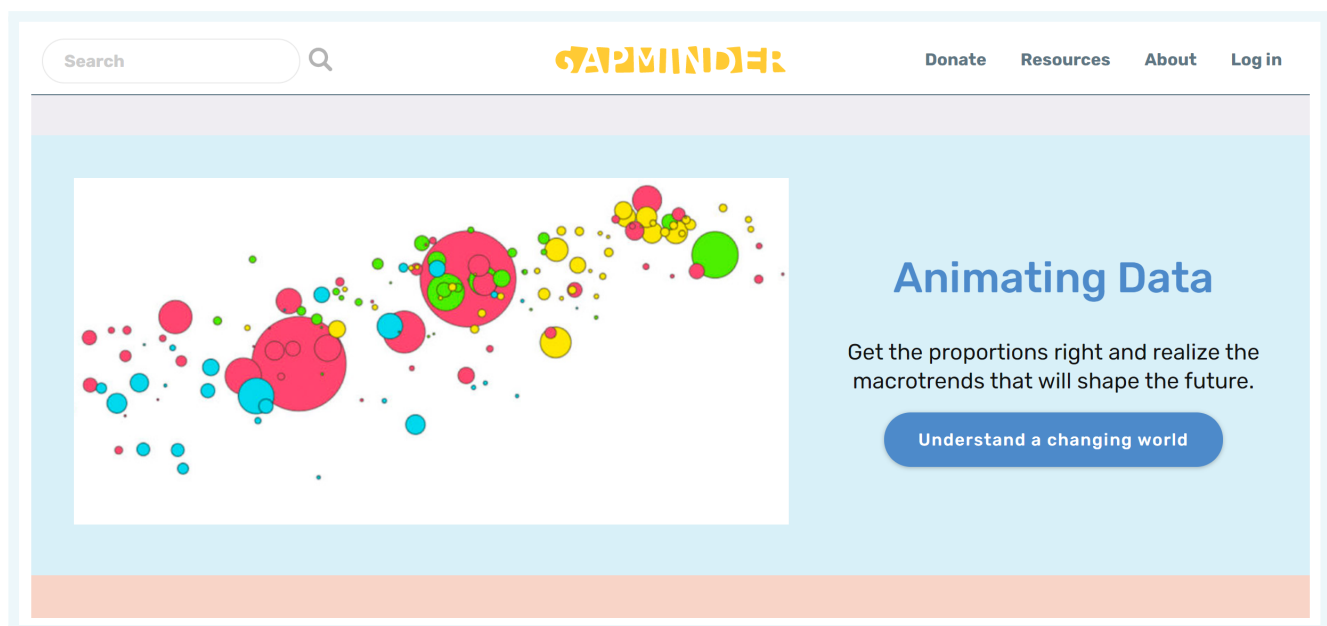 Search
GAPMINDER
Donate
Resources
About
Log in
Animating Data
Get the proportions right and realize the
macrotrends that will shape the future.
Understand a changing world